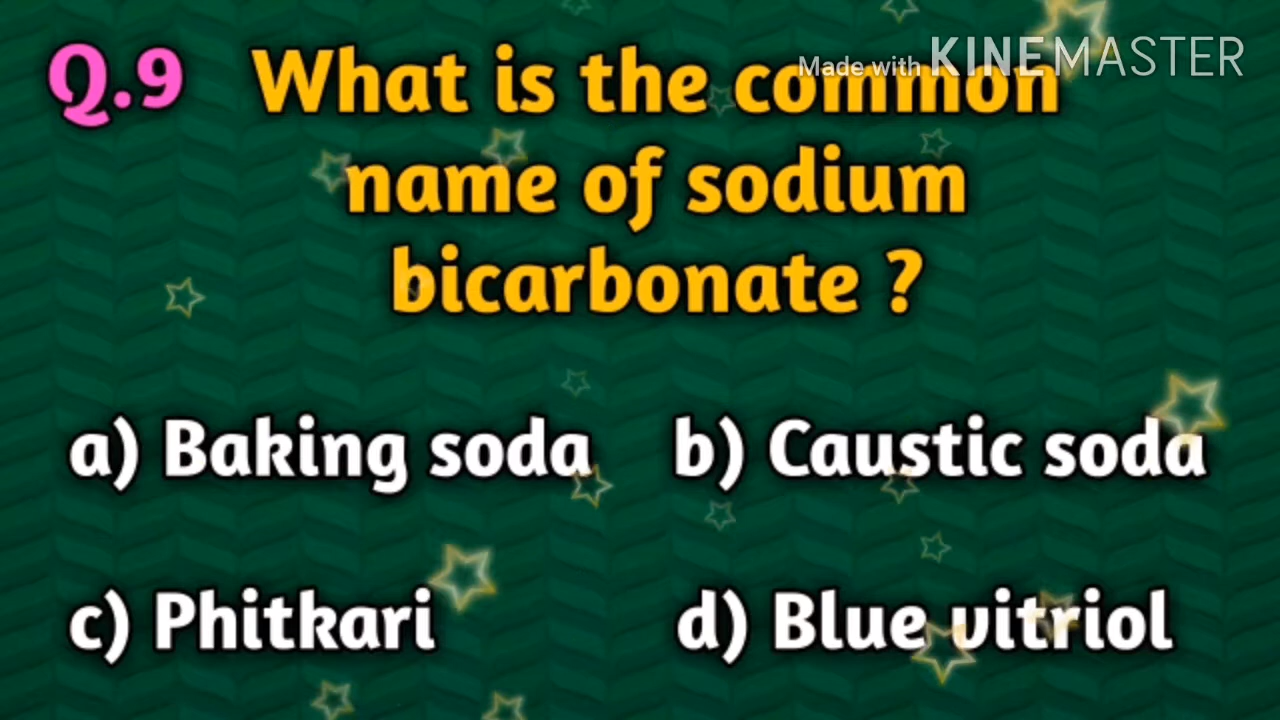 Made with KINEMASTER
Q.9 What is the common
name of sodium
bicarbonate ?
a) Baking soda b) Caustic soda
c) Phitkari d) Blue vitriol